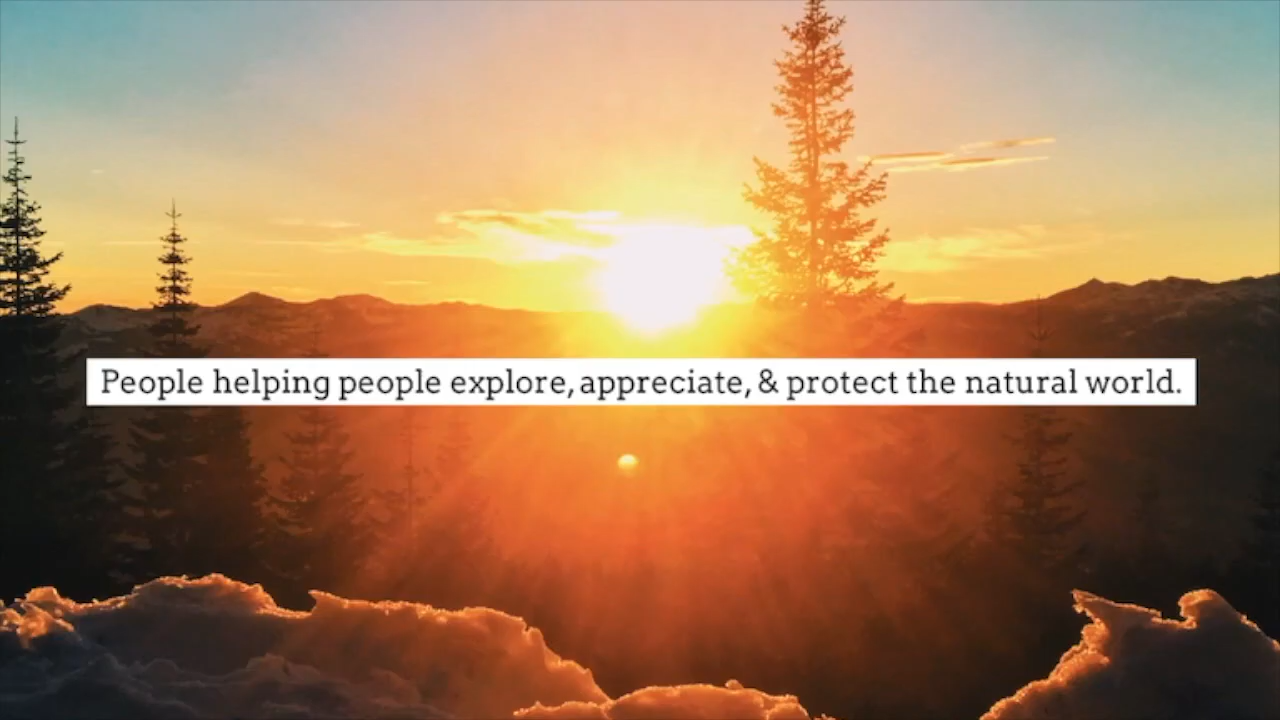 People helping people explore, appreciate, & protect the natural world.